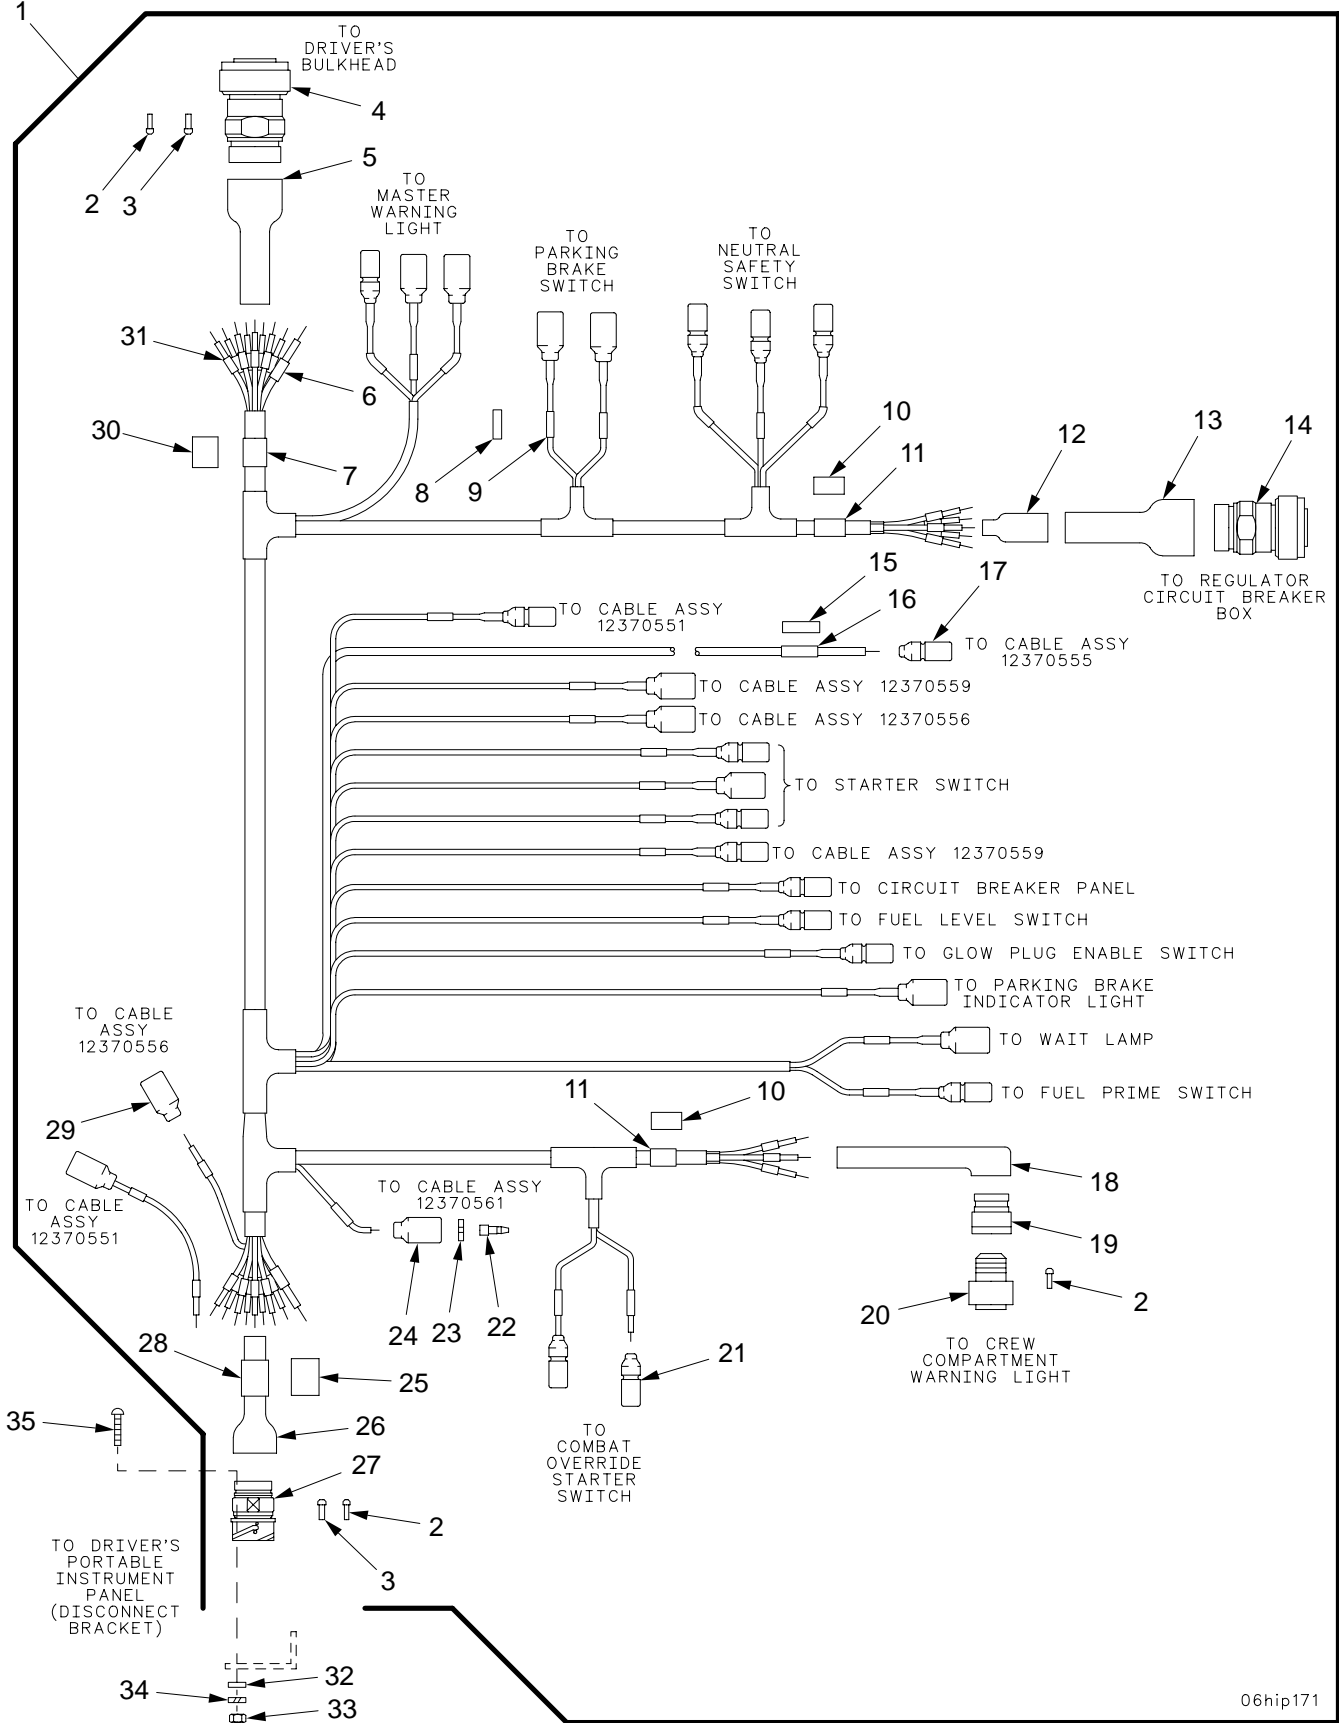 1
TO
DRIVER'S
BULKHEAD
4
2
3
5
TO
MASTER
WARNING
LIGHT
TO
PARKING
BRAKE
SWITCH
TO
NEUTRAL
SAFETY
SWITCH
31
6
30
7
8
9
10
11
12
13
14
TO REGULATOR
CIRCUIT BREAKER
BOX
TO CABLE ASSY
12370551
15
16
17
TO CABLE ASSY
12370555
TO CABLE ASSY 12370559
TO CABLE ASSY 12370556
TO STARTER SWITCH
TO CABLE ASSY 12370559
TO CIRCUIT BREAKER PANEL
TO FUEL LEVEL SWITCH
TO GLOW PLUG ENABLE SWITCH
TO PARKING BRAKE
INDICATOR LIGHT
TO WAIT LAMP
TO FUEL PRIME SWITCH
TO CABLE
ASSY
12370556
29
11
10
TO CABLE
ASSY
12370551
TO CABLE ASSY
12370561
18
19
20
2
24
23
22
21
TO CREW
COMPARTMENT
WARNING LIGHT
28
25
26
35
27
TO
COMBAT
OVERRIDE
STARTER
SWITCH
2
3
TO DRIVER'S
PORTABLE
INSTRUMENT
PANEL
(DISCONNECT
BRACKET)
32
34
33
06hip171